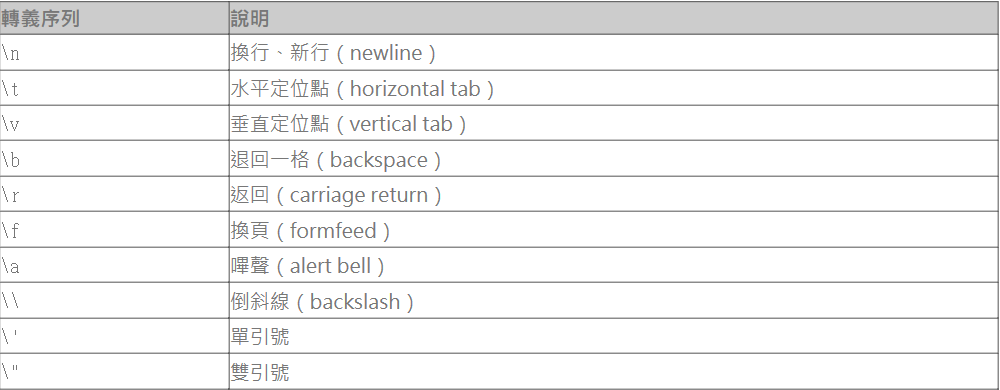 轉義序列 說明
\n 換行、新行（newline）
\t 水平定位點（horizontal tab）
\v 垂直定位點（vertical tab）
\b 退回一格（backspace）
\r 返回（carriage return）
\f 換頁（formfeed）
\a 嗶聲（alert bell）
\\ 倒斜線（backslash）
\' 單引號
\" 雙引號